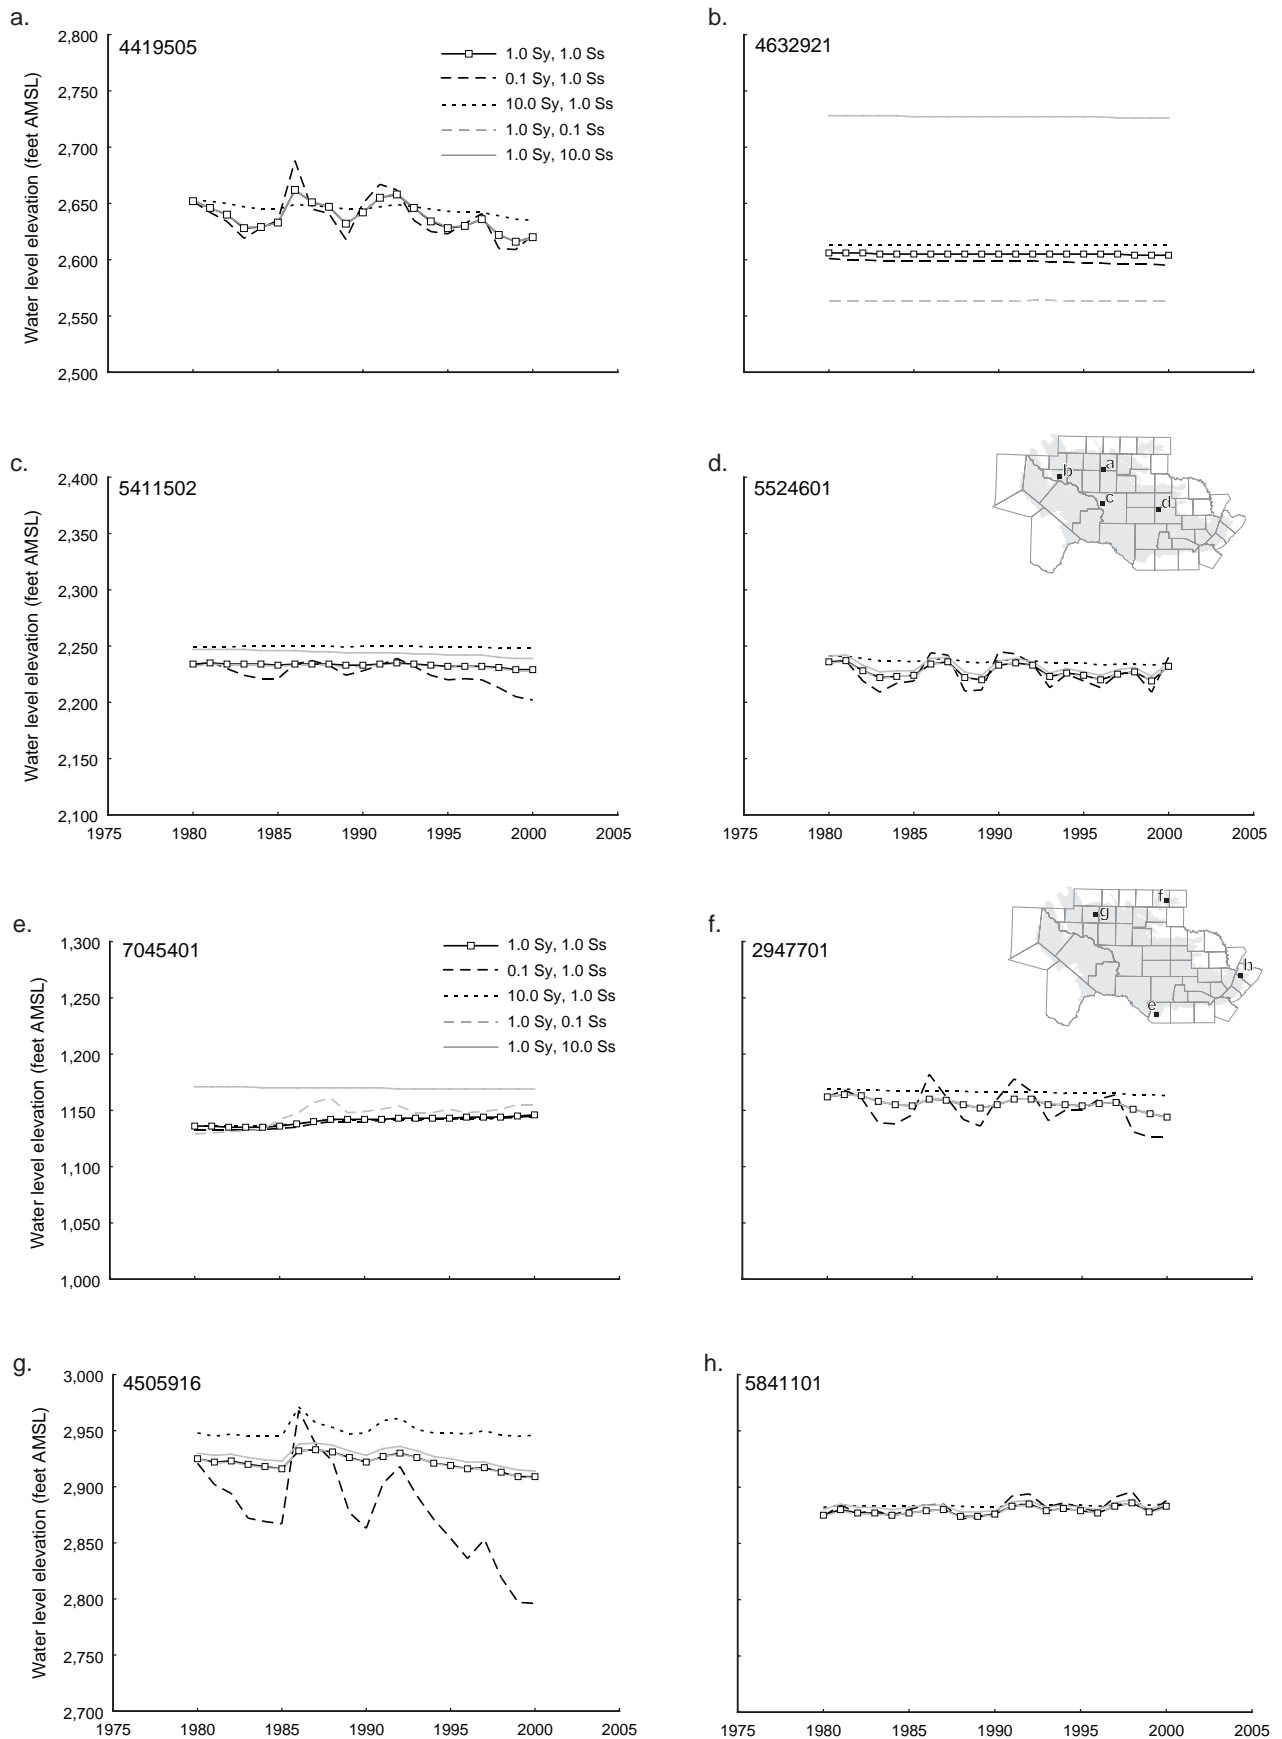 a.
4419505
Water level elevation (feet AMSL)
2,800
2,750
2,700
2,650
2,600
2,550
2,500
1.0 Sy, 1.0 Ss
0.1 Sy, 1.0 Ss
10.0 Sy, 1.0 Ss
1.0 Sy, 0.1 Ss
1.0 Sy, 10.0 Ss
b.
4632921
c.
5411502
Water level elevation (feet AMSL)
2,400
2,350
2,300
2,250
2,200
2,150
2,100
1975 1980 1985 1990 1995 2000 2005
d.
5524601
a
b
c
d
1975 1980 1985 1990 1995 2000 2005
e.
7045401
Water level elevation (feet AMSL)
1,300
1,250
1,200
1,150
1,100
1,050
1,000
1.0 Sy, 1.0 Ss
0.1 Sy, 1.0 Ss
10.0 Sy, 1.0 Ss
1.0 Sy, 0.1 Ss
1.0 Sy, 10.0 Ss
f.
2947701
f
g
h
e
g.
4505916
Water level elevation (feet AMSL)
3,000
2,950
2,900
2,850
2,800
2,750
2,700
1975 1980 1985 1990 1995 2000 2005
h.
5841101
1975 1980 1985 1990 1995 2000 2005